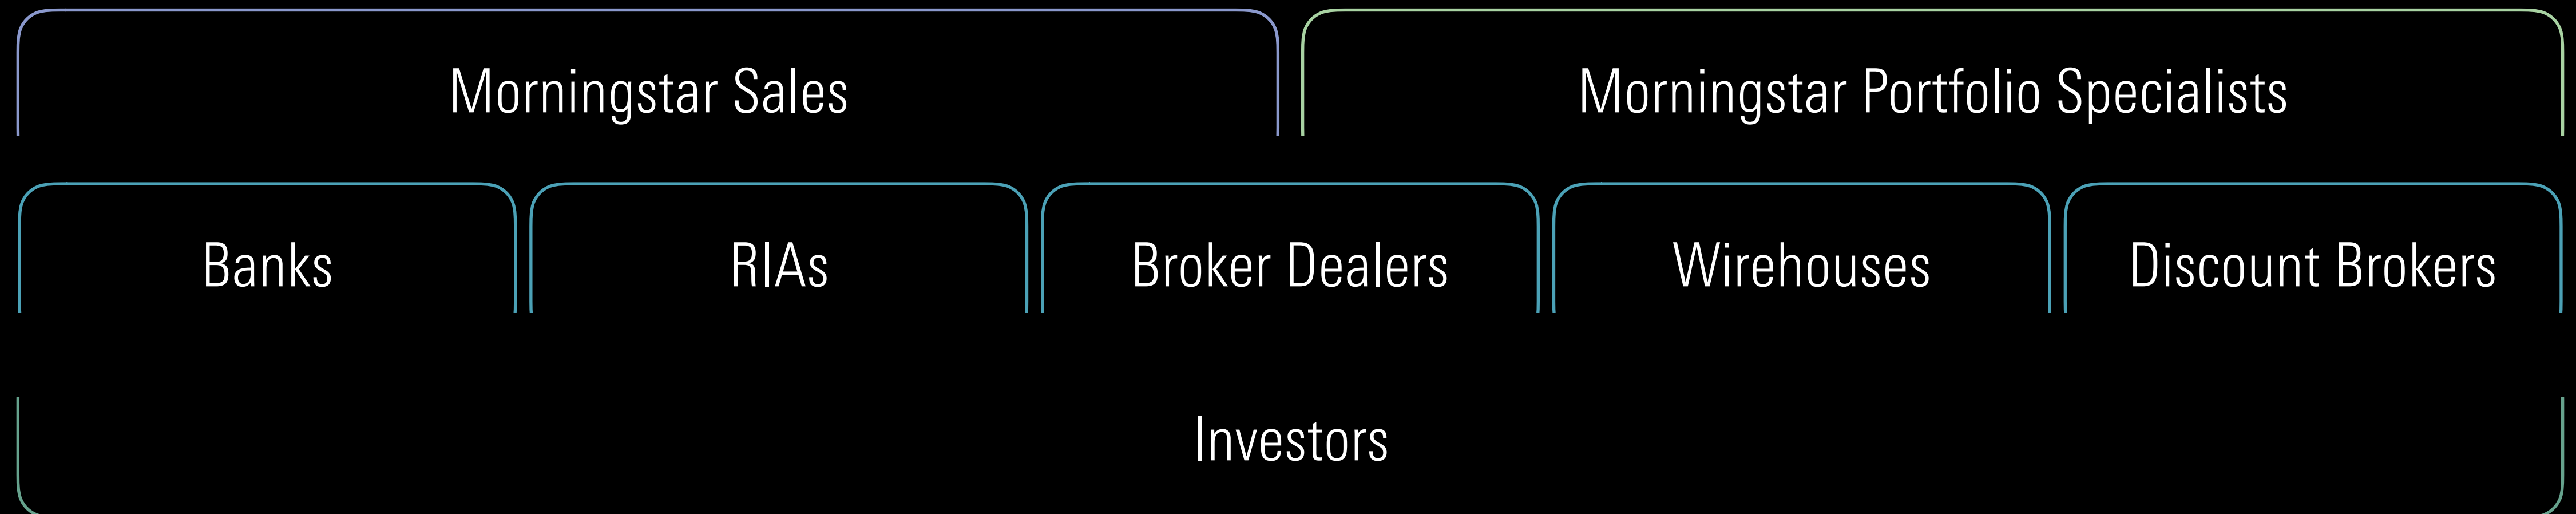 Morningstar Sales
Morningstar Portfolio Specialists
Banks
RIAs
Broker Dealers
Wirehouses
Discount Brokers
Investors